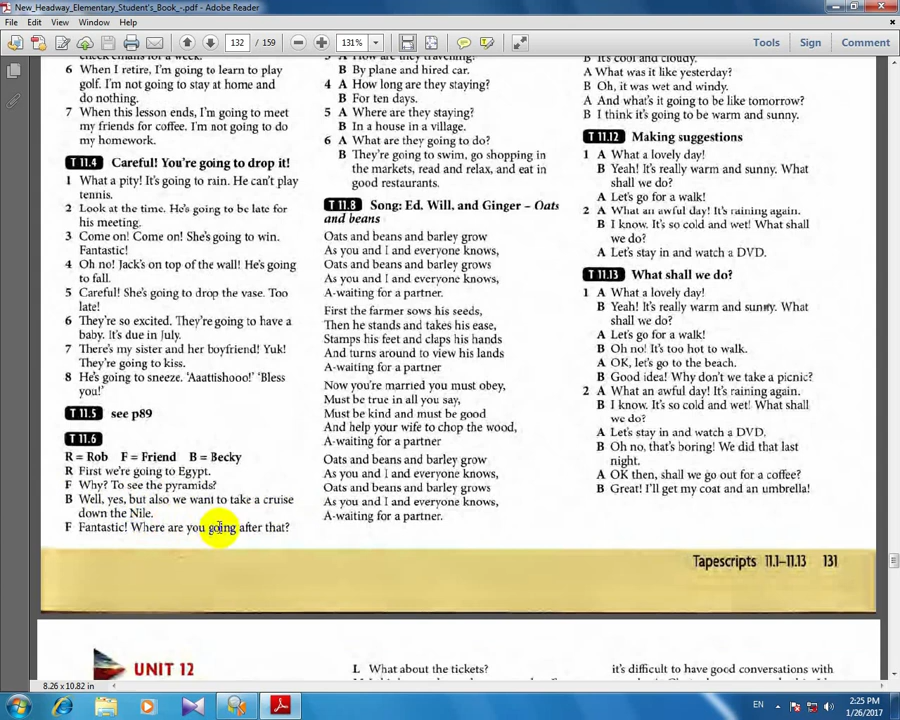 New_Headway_Elementary_Student's_Book_-.pdf - Adobe Reader
File Edit View Window Help
132 / 159 131% Tools Sign Comment
check emails for a week.
6 When I retire, I'm going to learn to play
golf. I'm not going to stay at home and
do nothing.
7 When this lesson ends, I'm going to meet
my friends for coffee. I'm not going to do
my homework.
T 11.4 Careful! You're going to drop it!
1 What a pity! It's going to rain. He can't play
tennis.
2 Look at the time. He's going to be late for
his meeting.
3 Come on! Come on! She's going to win.
Fantastic!
4 Oh no! Jack's on top of the wall! He's going
to fall.
5 Careful! She's going to drop the vase. Too
late!
6 They're so excited. They're going to have a
baby. It's due in July.
7 There's my sister and her boyfriend! Yuk!
They're going to kiss.
8 He's going to sneeze. 'Aaattishooo!' 'Bless
you!'
T 11.5 see p89
T 11.6
R = Rob F = Friend B = Becky
R First we're going to Egypt.
F Why? To see the pyramids?
B Well, yes, but also we want to take a cruise
down the Nile.
F Fantastic! Where are you going after that?
3 A How are they travelling?
B By plane and hired car.
4 A How long are they staying?
B For ten days.
5 A Where are they staying?
B In a house in a village.
6 A What are they going to do?
B They're going to swim, go shopping in
the markets, read and relax, and eat in
good restaurants.
T 11.8 Song: Ed, Will, and Ginger – Oats
and beans
Oats and beans and barley grow
As you and I and everyone knows,
Oats and beans and barley grows
As you and I and everyone knows,
A-waiting for a partner.
First the farmer sows his seeds,
Then he stands and takes his ease,
Stamps his feet and claps his hands
And turns around to view his lands
A-waiting for a partner
Now you're married you must obey,
Must be true in all you say,
Must be kind and must be good
And help your wife to chop the wood,
A-waiting for a partner
Oats and beans and barley grow
As you and I and everyone knows,
Oats and beans and barley grows
As you and I and everyone knows,
A-waiting for a partner.
B It's cool and cloudy.
A What was it like yesterday?
B Oh, it was wet and windy.
A And what's it going to be like tomorrow?
B I think it's going to be warm and sunny.
T 11.12 Making suggestions
1 A What a lovely day!
B Yeah! It's really warm and sunny. What
shall we do?
A Let's go for a walk!
2 A What an awful day! It's raining again.
B I know. It's so cold and wet! What shall
we do?
A Let's stay in and watch a DVD.
T 11.13 What shall we do?
1 A What a lovely day!
B Yeah! It's really warm and sunny. What
shall we do?
A Let's go for a walk!
B Oh no! It's too hot to walk.
A OK, let's go to the beach.
B Good idea! Why don't we take a picnic?
2 A What an awful day! It's raining again.
B I know. It's so cold and wet! What shall
we do?
A Let's stay in and watch a DVD.
B Oh no, that's boring! We did that last
night.
A OK then, shall we go out for a coffee?
B Great! I'll get my coat and an umbrella!
Tapescripts 11.1–11.13 131
UNIT 12
L What about the tickets?
it's difficult to have good conversations with
8.26 x 10.82 in
EN 2:25 PM
1/26/2017